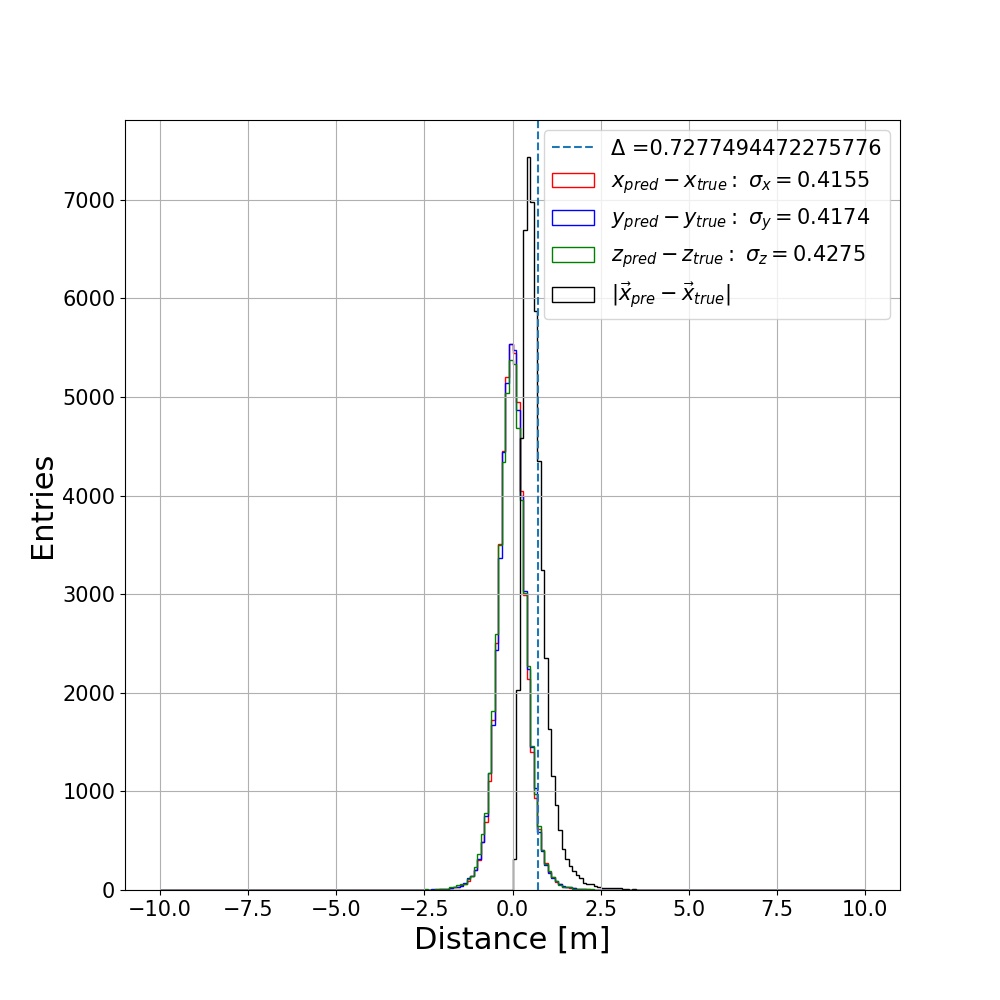 Δ =0.7277494472275776
x_pred − x_true : σ_x = 0.4155
y_pred − y_true : σ_y = 0.4174
z_pred − z_true : σ_z = 0.4275
|x⃗_pre − x⃗_true|
7000
6000
5000
4000
3000
2000
1000
0
Entries
−10.0 −7.5 −5.0 −2.5 0.0 2.5 5.0 7.5 10.0
Distance [m]